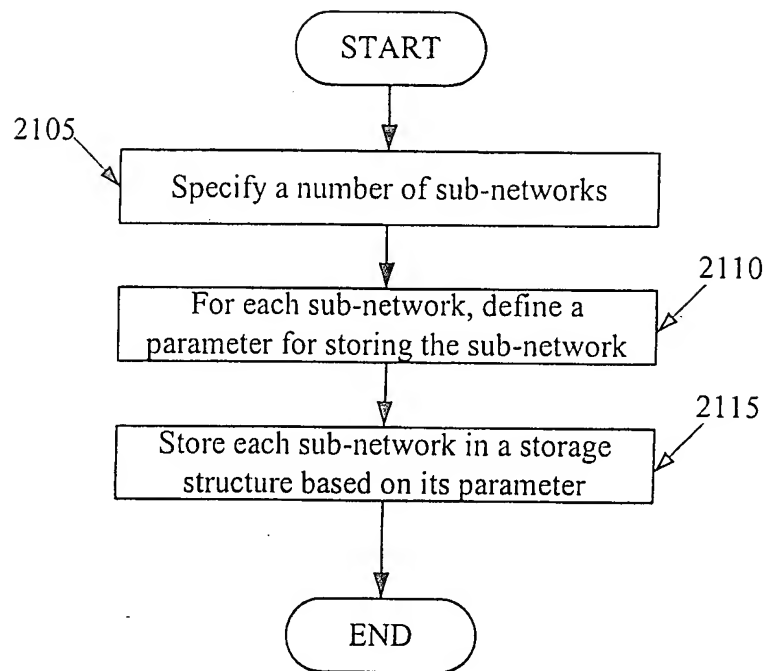 START
2105
Specify a number of sub-networks
2110
For each sub-network, define a
parameter for storing the sub-network
2115
Store each sub-network in a storage
structure based on its parameter
END